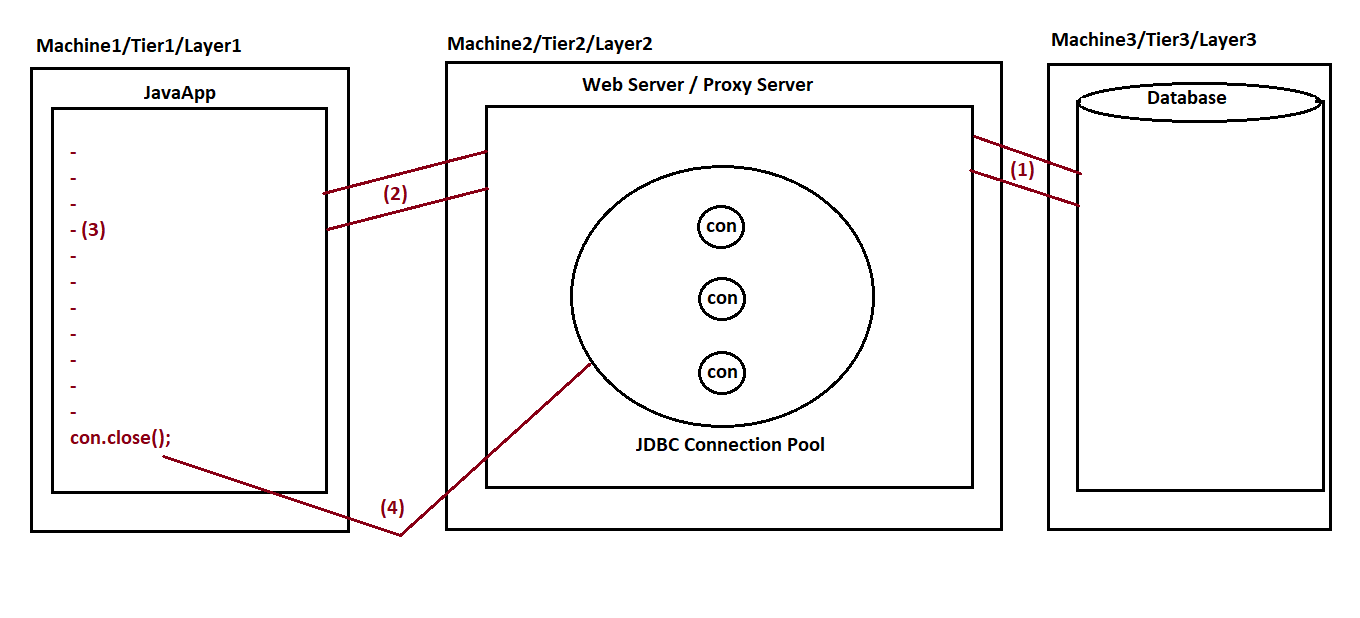 Machine1/Tier1/Layer1
JavaApp
-
-
-
- (3)
-
-
-
-
-
-
-
con.close();
(2)
(4)
Machine2/Tier2/Layer2
Web Server / Proxy Server
con
con
con
JDBC Connection Pool
(1)
Machine3/Tier3/Layer3
Database